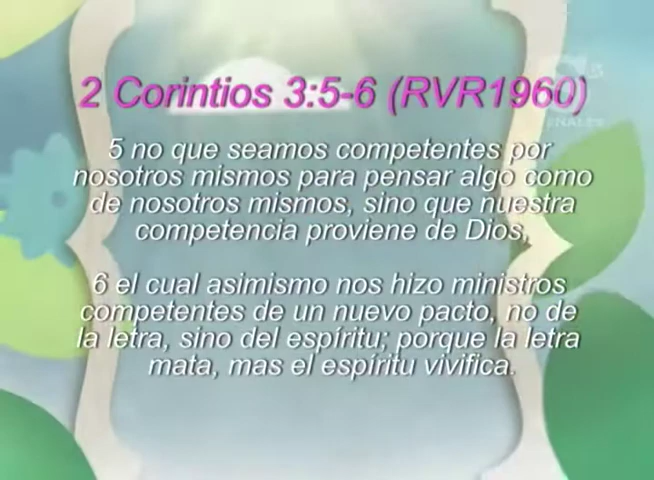 2 Corintios 3:5-6 (RVR1960)
5 no que seamos competentes por
nosotros mismos para pensar algo como
de nosotros mismos, sino que nuestra
competencia proviene de Dios,
6 el cual asimismo nos hizo ministros
competentes de un nuevo pacto, no de
la letra, sino del espíritu; porque la letra
mata, mas el espíritu vivifica.